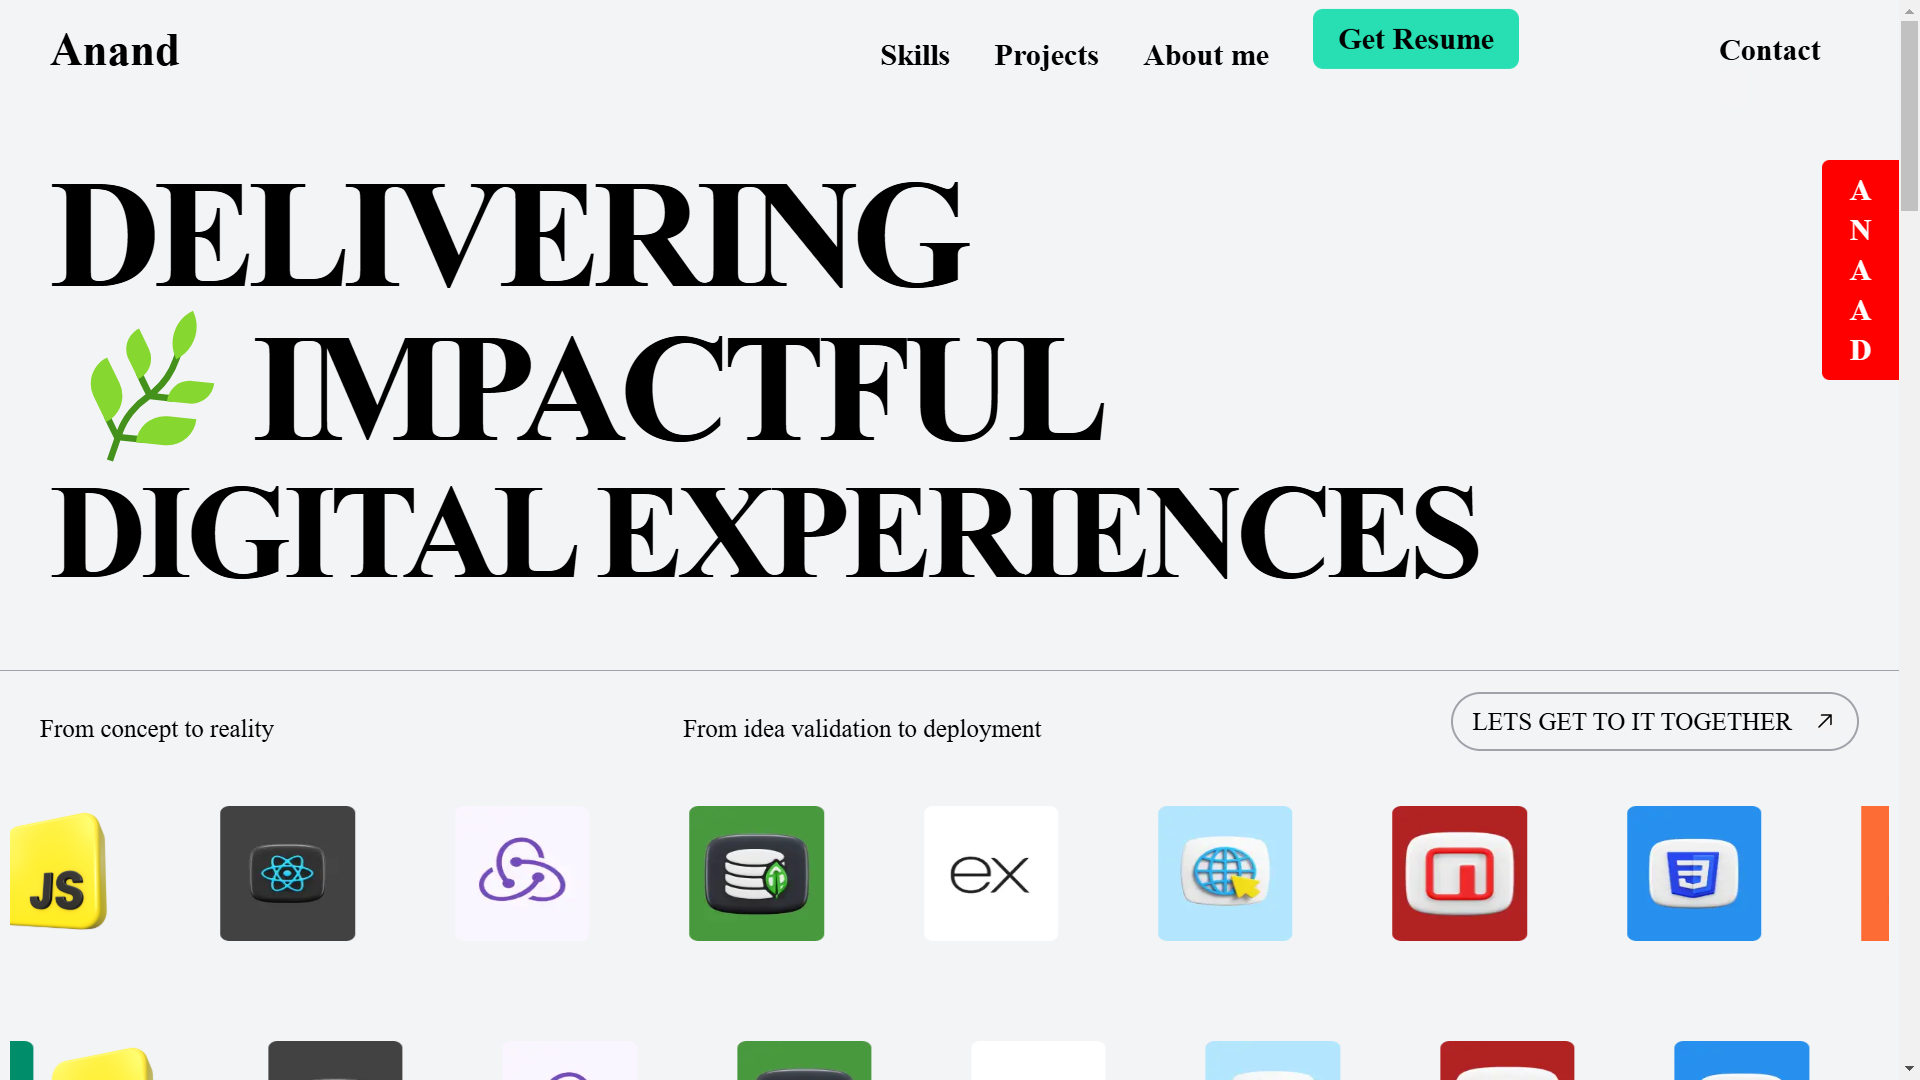 Anand
Skills Projects About me Get Resume Contact
DELIVERING
IMPACTFUL
DIGITAL EXPERIENCES
A
N
A
A
D
From concept to reality
From idea validation to deployment
LETS GET TO IT TOGETHER
JS
ex